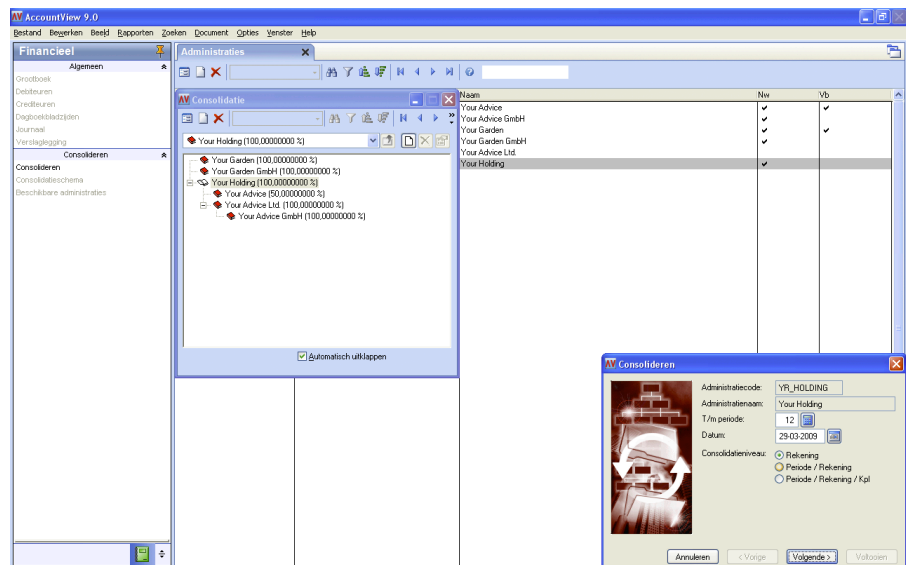 AccountView 9.0
Bestand Bewerken Beeld Rapporten Zoeken Document Opties Venster Help
Financieel
Algemeen
Grootboek
Debiteuren
Crediteuren
Dagboekbladzijden
Journaal
Verslaglegging
Consolideren
Consolideren
Consolidatieschema
Beschikbare administraties
Administraties
Naam Nw Vb
Your Advice
Your Advice GmbH
Your Garden
Your Garden GmbH
Your Advice Ltd.
Your Holding
AV Consolidatie
Your Holding (100,00000000 %)
Your Garden (100,00000000 %)
Your Garden GmbH (100,00000000 %)
Your Holding (100,00000000 %)
Your Advice (50,00000000 %)
Your Advice Ltd. (100,00000000 %)
Your Advice GmbH (100,00000000 %)
Automatisch uitklappen
AV Consolideren
Administratiecode: YR_HOLDING
Administratienaam: Your Holding
T/m periode: 12
Datum: 29-03-2009
Consolidatieniveau: Rekening
Periode / Rekening
Periode / Rekening / Kpl
Annuleren < Vorige Volgende > Voltooien